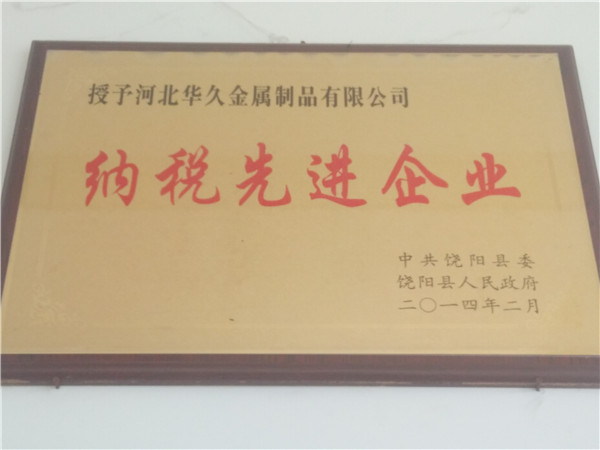 授予河北华久金属制品有限公司
纳税先进企业
中共饶阳县委
饶阳县人民政府
二〇一四年二月